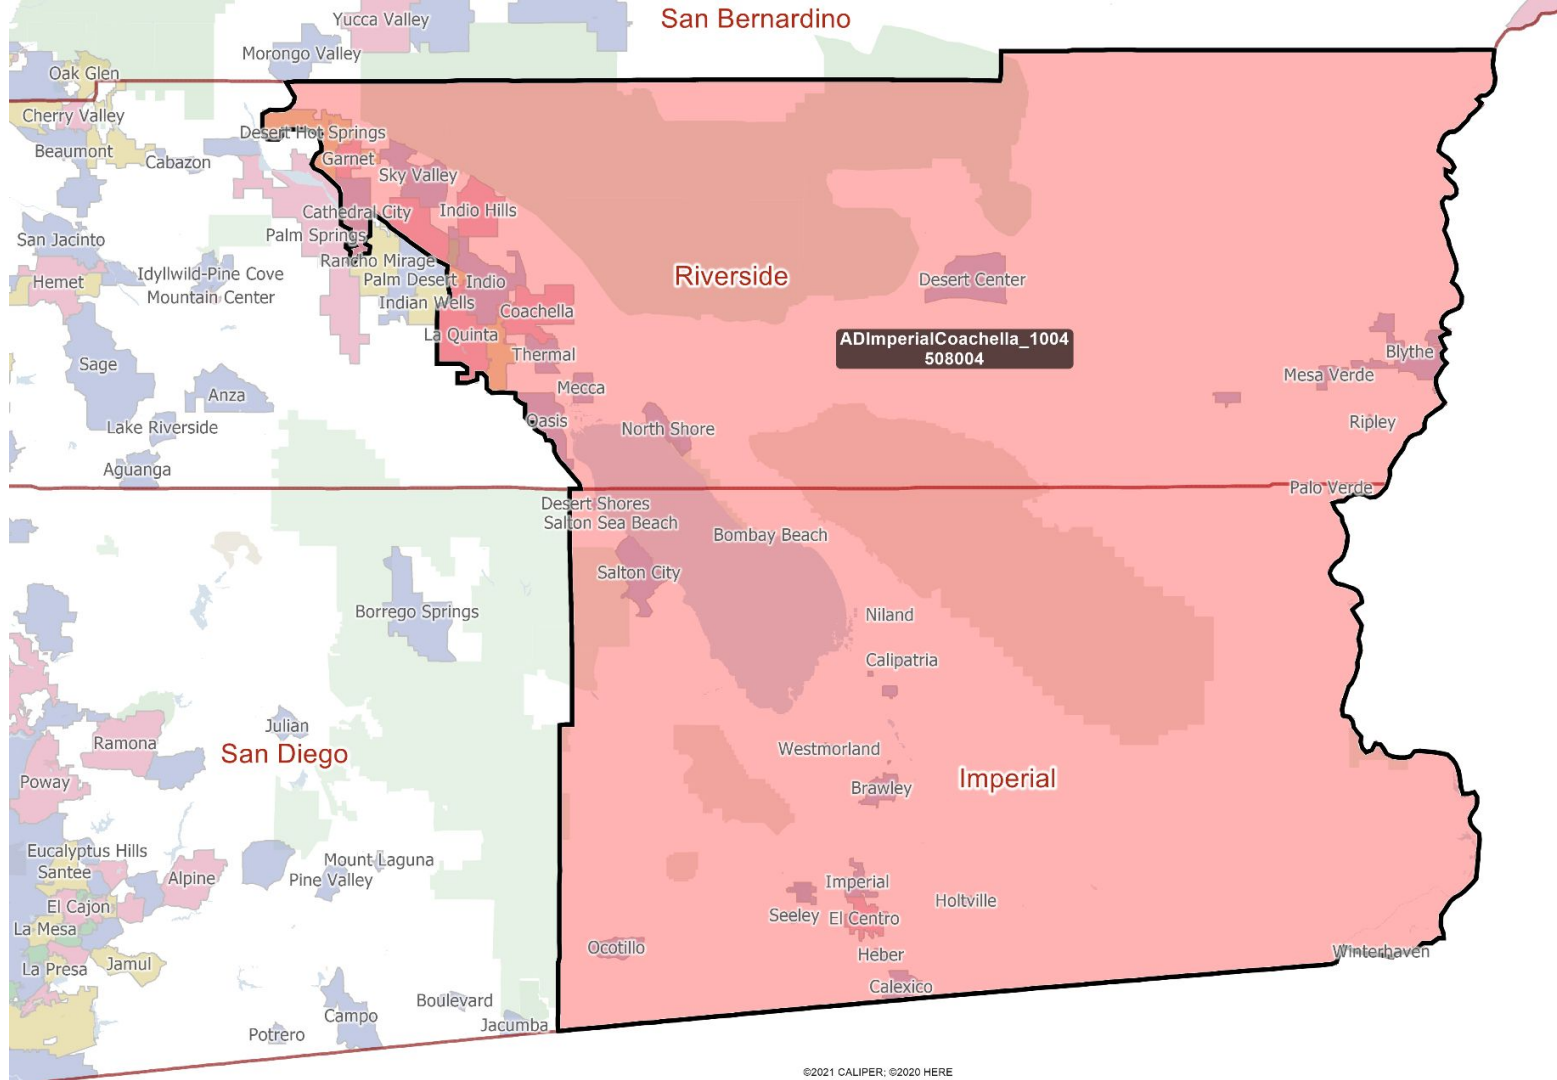 San Bernardino
Yucca Valley
Morongo Valley
Oak Glen
Cherry Valley
Desert Hot Springs
Beaumont
Cabazon
Garnet
Sky Valley
Cathedral City
Indio Hills
Palm Springs
San Jacinto
Rancho Mirage
Idyllwild-Pine Cove
Riverside
Desert Center
Hemet
Palm Desert
Indio
Mountain Center
Indian Wells
Coachella
La Quinta
ADImperialCoachella_1004
508004
Thermal
Blythe
Sage
Mesa Verde
Mecca
Anza
Oasis
North Shore
Ripley
Lake Riverside
Aguanga
Palo Verde
Desert Shores
Salton Sea Beach
Bombay Beach
Salton City
Borrego Springs
Niland
Calipatria
Julian
Ramona
San Diego
Westmorland
Poway
Imperial
Brawley
Eucalyptus Hills
Mount Laguna
Santee
Alpine
Pine Valley
Imperial
El Cajon
Holtville
Seeley
El Centro
La Mesa
Ocotillo
Heber
Winterhaven
La Presa
Jamul
Calexico
Boulevard
Campo
Jacumba
Potrero
©2021 CALIPER; ©2020 HERE